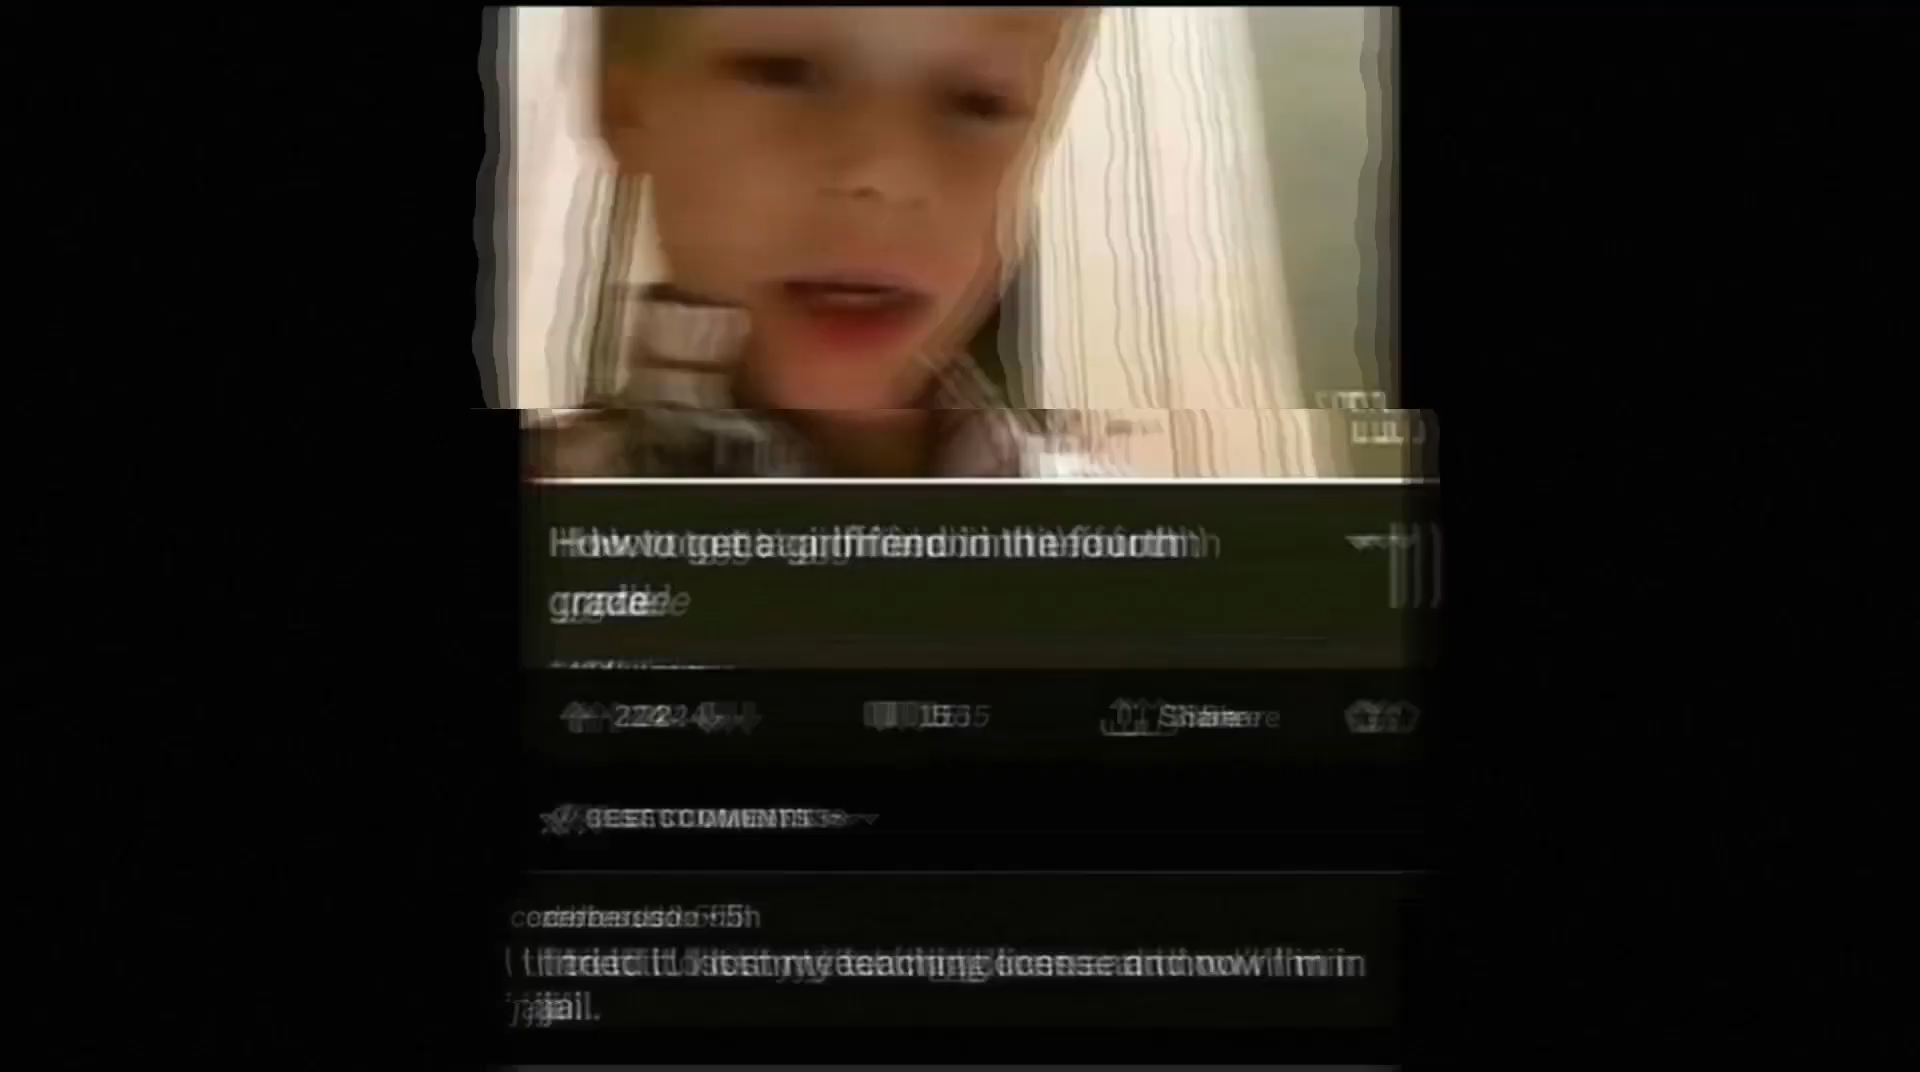 How to get a girlfriend in the fourth
grade
224
15
Share
BEST COMMENTS
I tried it. I lost my teaching license and now I'm in
jail.